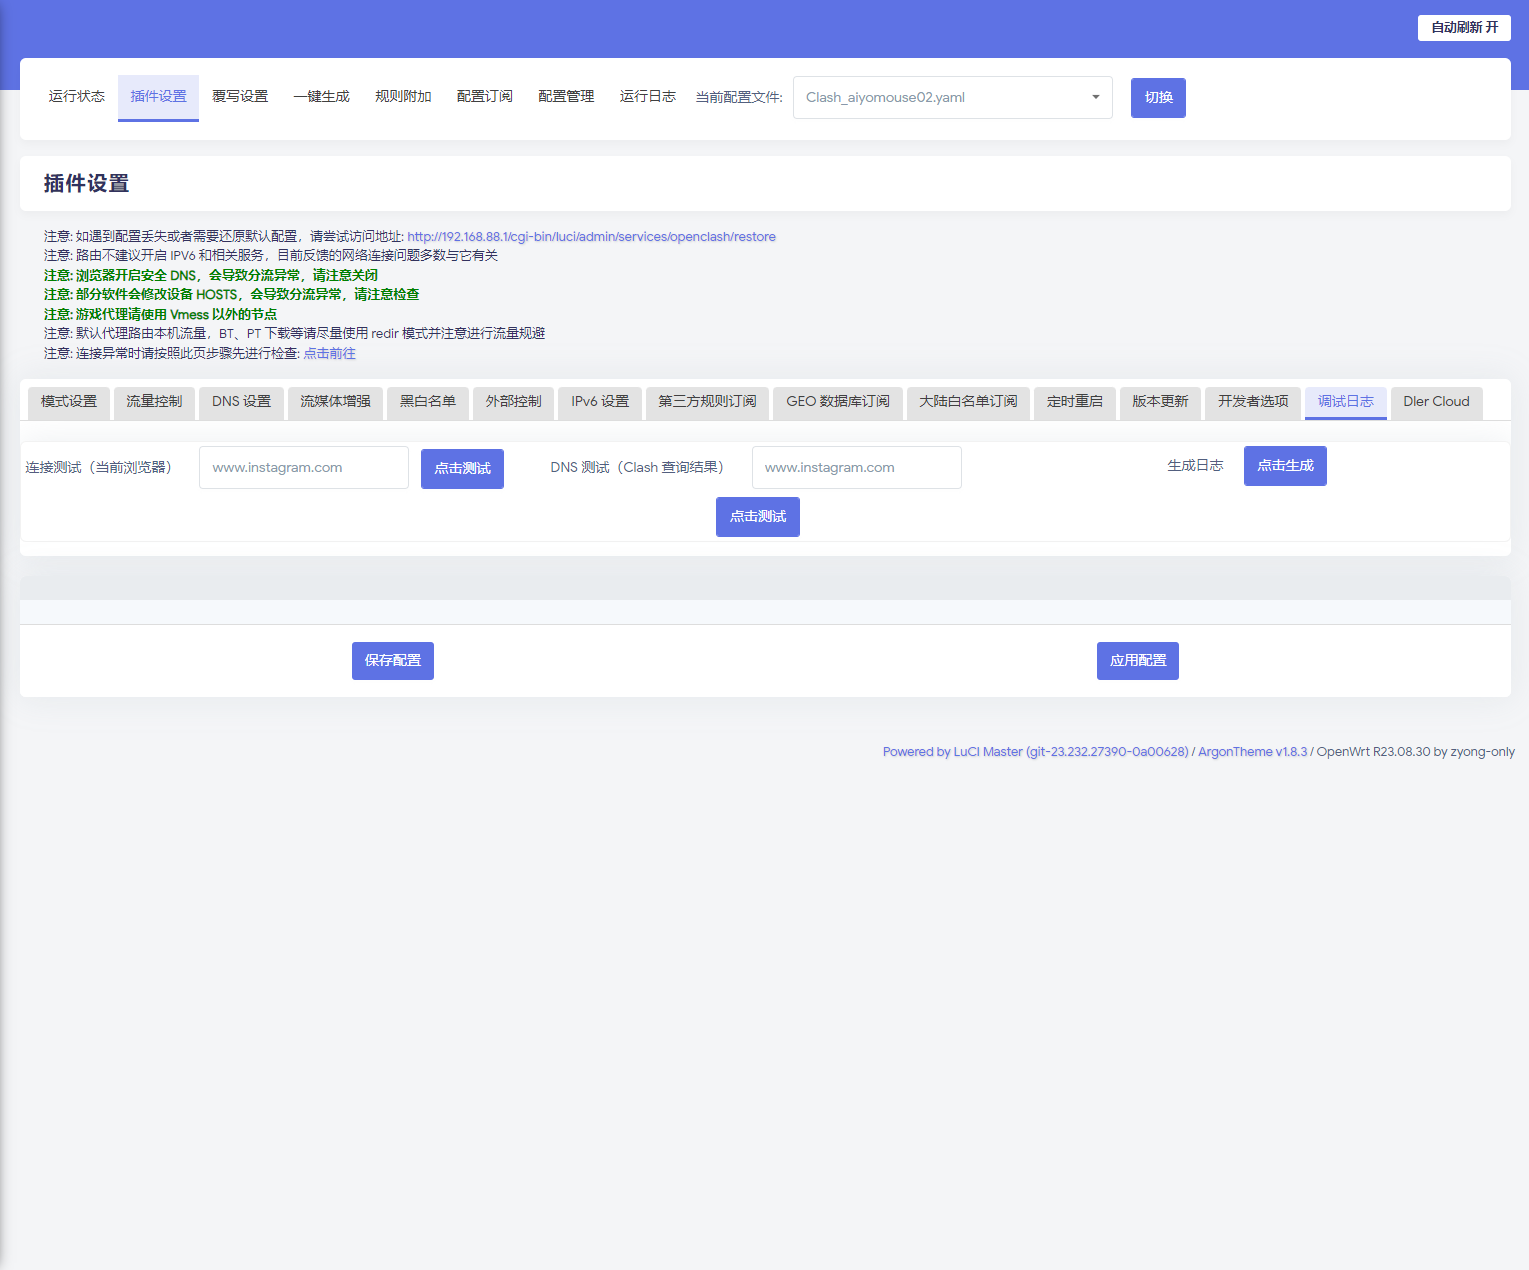 自动刷新 开
运行状态 插件设置 覆写设置 一键生成 规则附加 配置订阅 配置管理 运行日志 当前配置文件: Clash_aiyomouse02.yaml 切换
插件设置
注意: 如遇到配置丢失或者需要还原默认配置，请尝试访问地址: http://192.168.88.1/cgi-bin/luci/admin/services/openclash/restore
注意: 路由不建议开启 IPV6 和相关服务，目前反馈的网络连接问题多数与它有关
注意: 浏览器开启安全 DNS，会导致分流异常，请注意关闭
注意: 部分软件会修改设备 HOSTS，会导致分流异常，请注意检查
注意: 游戏代理请使用 Vmess 以外的节点
注意: 默认代理路由本机流量，BT、PT 下载等请尽量使用 redir 模式并注意进行流量规避
注意: 连接异常时请按照此页步骤先进行检查: 点击前往
模式设置 流量控制 DNS 设置 流媒体增强 黑白名单 外部控制 IPv6 设置 第三方规则订阅 GEO 数据库订阅 大陆白名单订阅 定时重启 版本更新 开发者选项 调试日志 Dler Cloud
连接测试（当前浏览器） www.instagram.com 点击测试 DNS 测试（Clash 查询结果） www.instagram.com 生成日志 点击生成
点击测试
保存配置 应用配置
Powered by LuCI Master (git-23.232.27390-0a00628) / ArgonTheme v1.8.3 / OpenWrt R23.08.30 by zyong-only